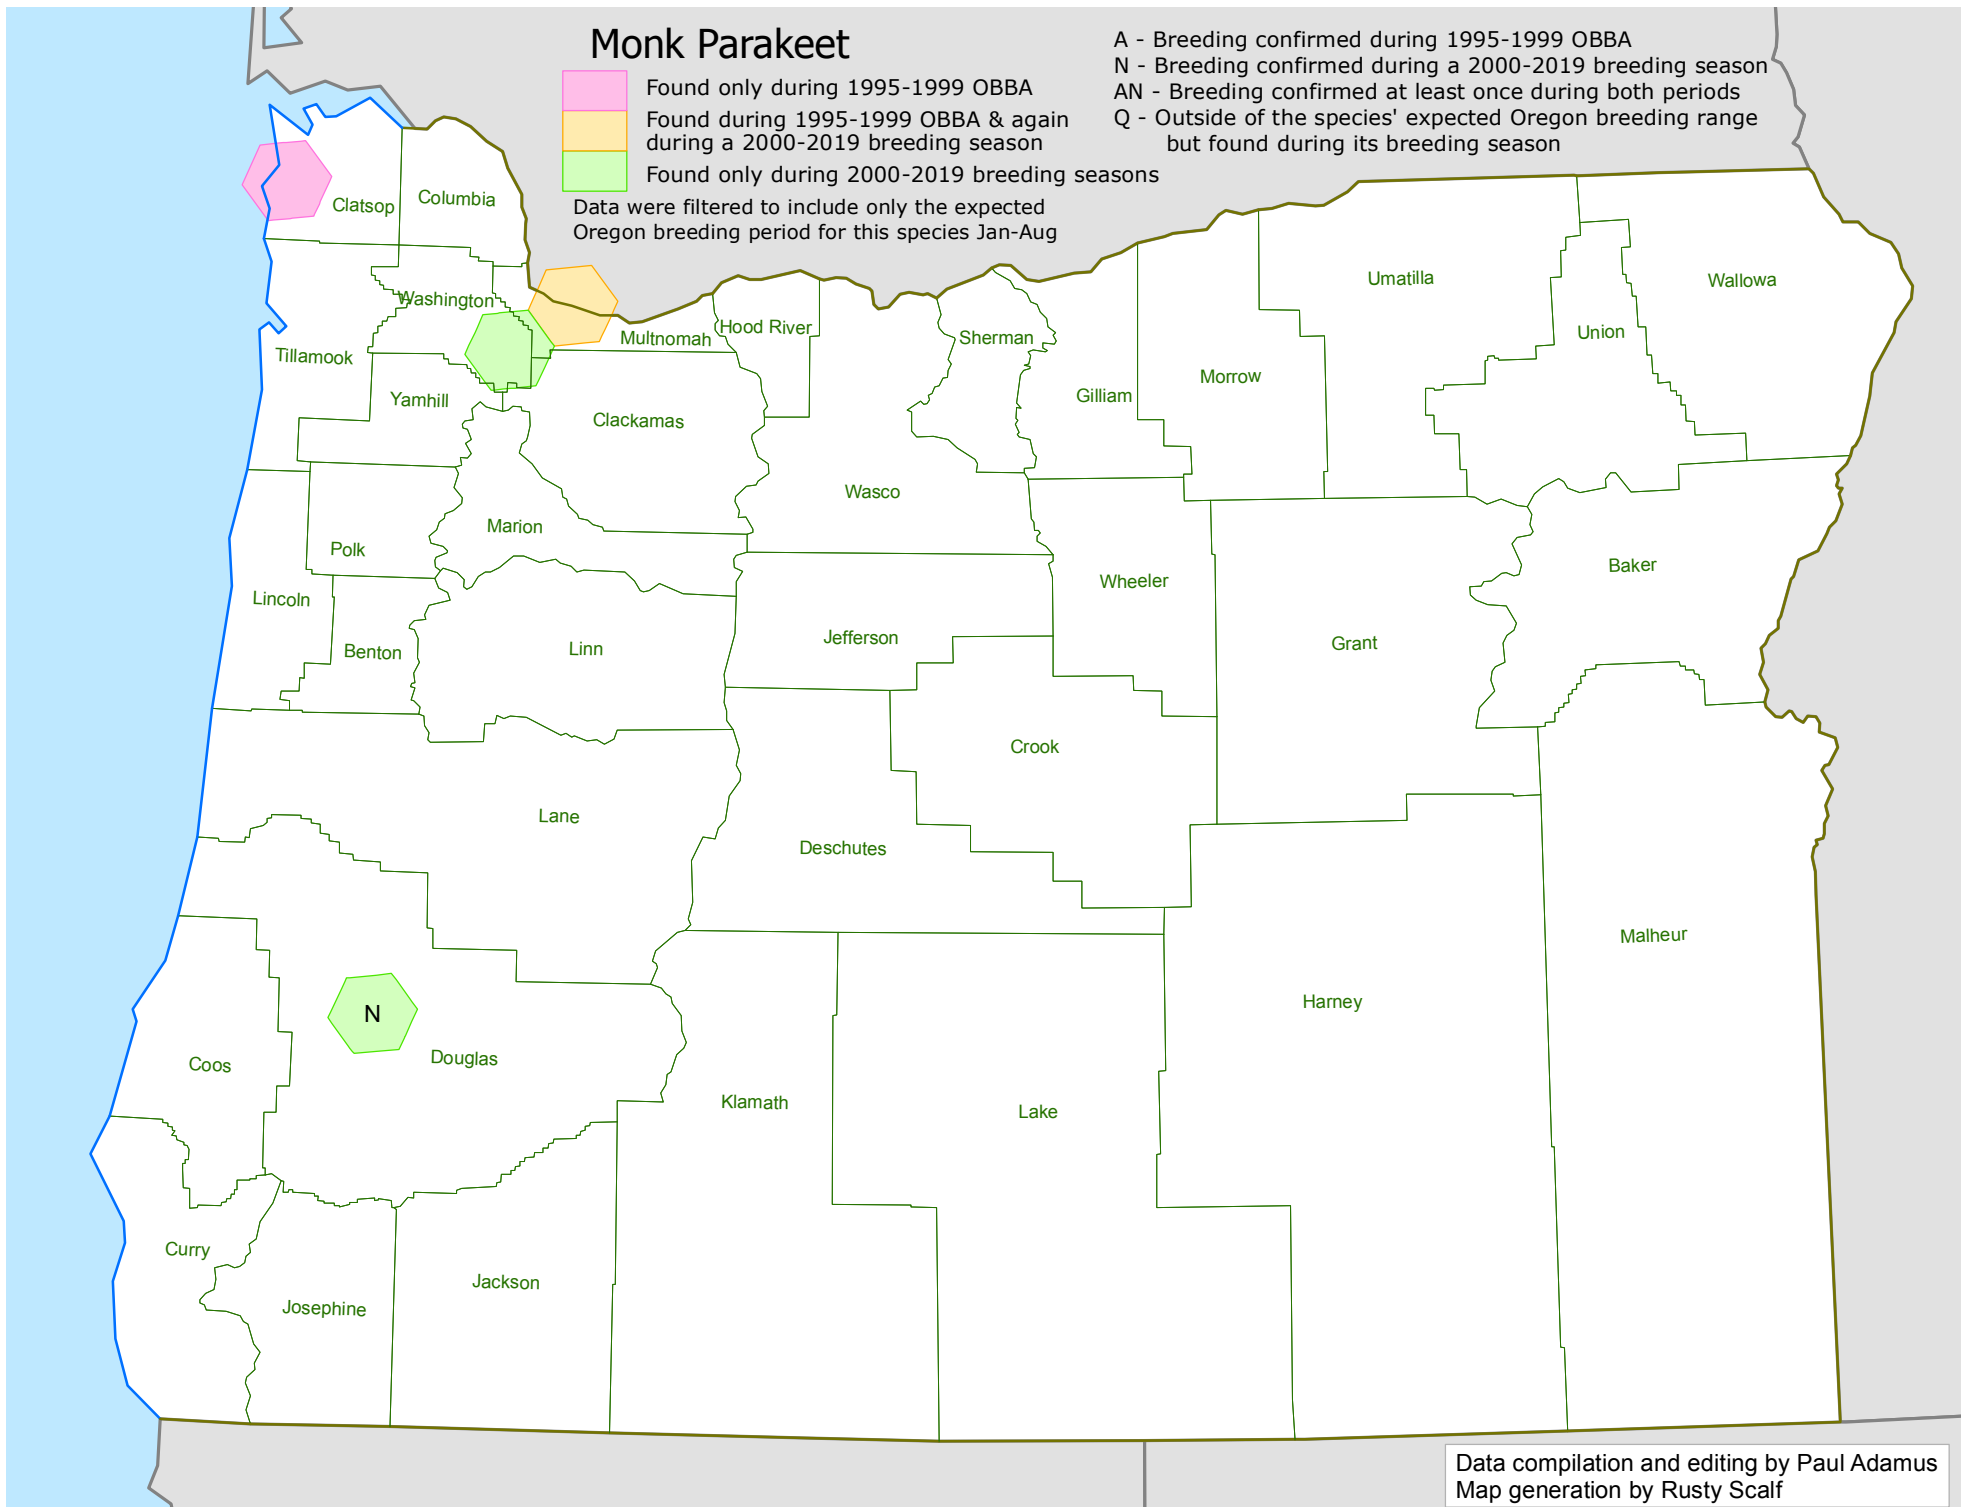 Monk Parakeet
Found only during 1995-1999 OBBA
Found during 1995-1999 OBBA & again
during a 2000-2019 breeding season
Found only during 2000-2019 breeding seasons
Data were filtered to include only the expected
Oregon breeding period for this species Jan-Aug
A - Breeding confirmed during 1995-1999 OBBA
N - Breeding confirmed during a 2000-2019 breeding season
AN - Breeding confirmed at least once during both periods
Q - Outside of the species' expected Oregon breeding range
but found during its breeding season
Clatsop
Columbia
Washington
Tillamook
Multnomah
Hood River
Sherman
Gilliam
Morrow
Umatilla
Union
Wallowa
Yamhill
Clackamas
Wasco
Marion
Polk
Lincoln
Benton
Linn
Jefferson
Wheeler
Grant
Baker
Crook
Lane
Deschutes
Malheur
Harney
N
Douglas
Coos
Klamath
Lake
Curry
Josephine
Jackson
Data compilation and editing by Paul Adamus
Map generation by Rusty Scalf